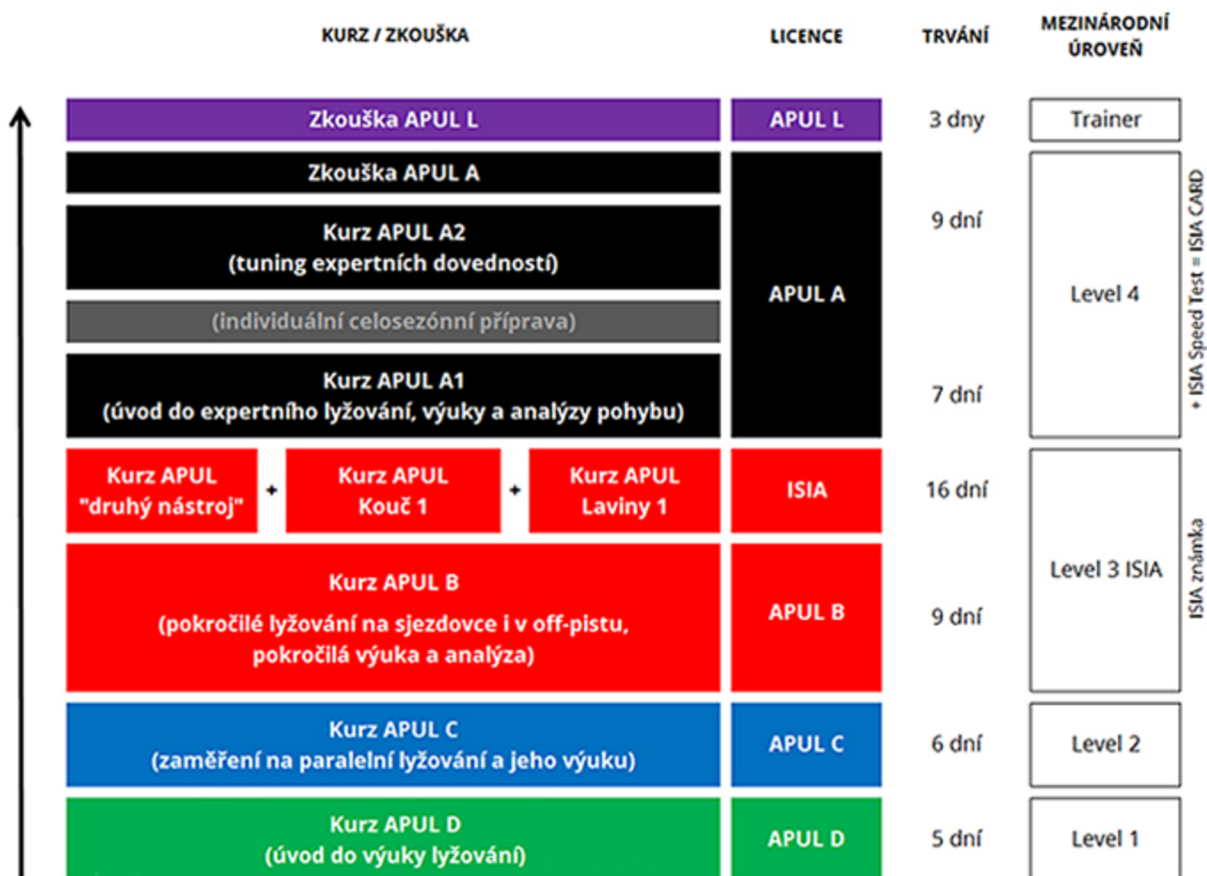 KURZ / ZKOUŠKA
LICENCE
TRVÁNÍ
MEZINÁRODNÍ
ÚROVEŇ
Zkouška APUL L
APUL L
3 dny
Trainer
Zkouška APUL A
Kurz APUL A2
(tuning expertních dovedností)
(individuální celosezónní příprava)
Kurz APUL A1
(úvod do expertního lyžování, výuky a analýzy pohybu)
APUL A
9 dní
7 dní
Level 4
+ ISIA Speed Test = ISIA CARD
Kurz APUL
"druhý nástroj"
+
Kurz APUL
Kouč 1
+
Kurz APUL
Laviny 1
ISIA
16 dní
Kurz APUL B
(pokročilé lyžování na sjezdovce i v off-pistu,
pokročilá výuka a analýza)
APUL B
9 dní
Level 3 ISIA
ISIA známka
Kurz APUL C
(zaměření na paralelní lyžování a jeho výuku)
APUL C
6 dní
Level 2
Kurz APUL D
(úvod do výuky lyžování)
APUL D
5 dní
Level 1